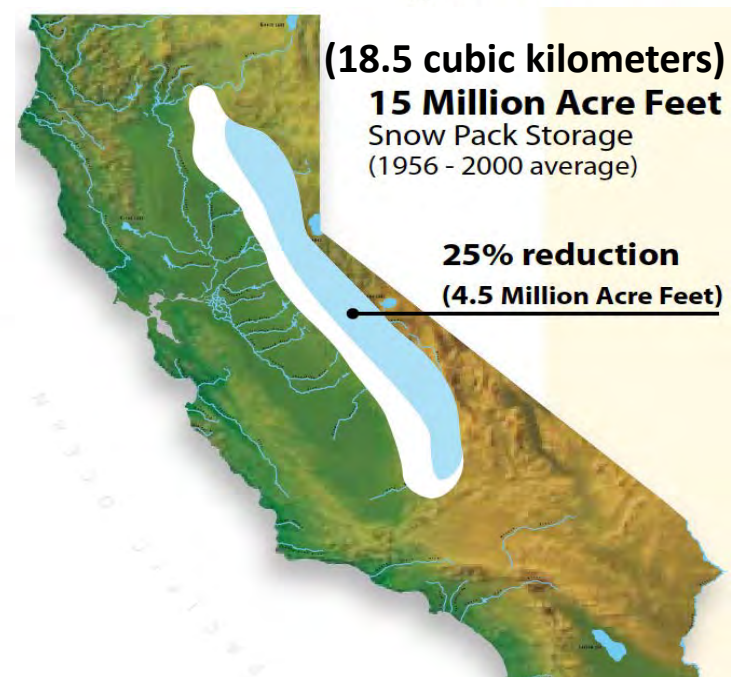 (18.5 cubic kilometers)
15 Million Acre Feet
Snow Pack Storage
(1956 - 2000 average)
25% reduction
(4.5 Million Acre Feet)